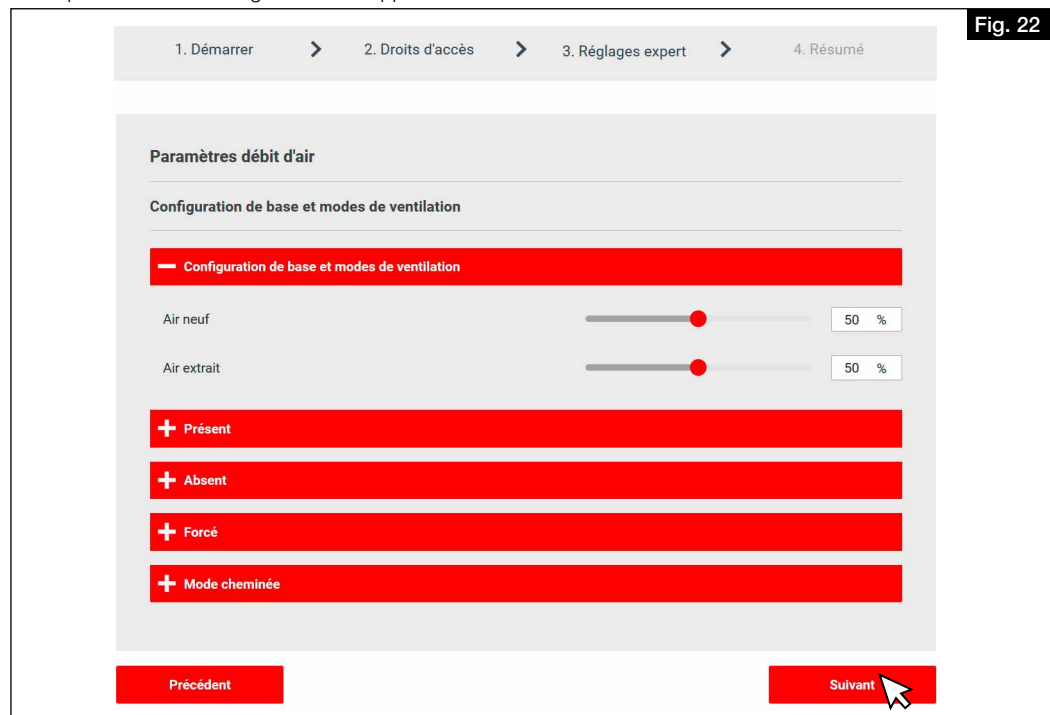 Fig. 22
1. Démarrer
2. Droits d'accès
3. Réglages expert
4. Résumé
Paramètres débit d'air
Configuration de base et modes de ventilation
Configuration de base et modes de ventilation
Air neuf
50 %
Air extrait
50 %
Présent
Absent
Forcé
Mode cheminée
Précédent
Suivant